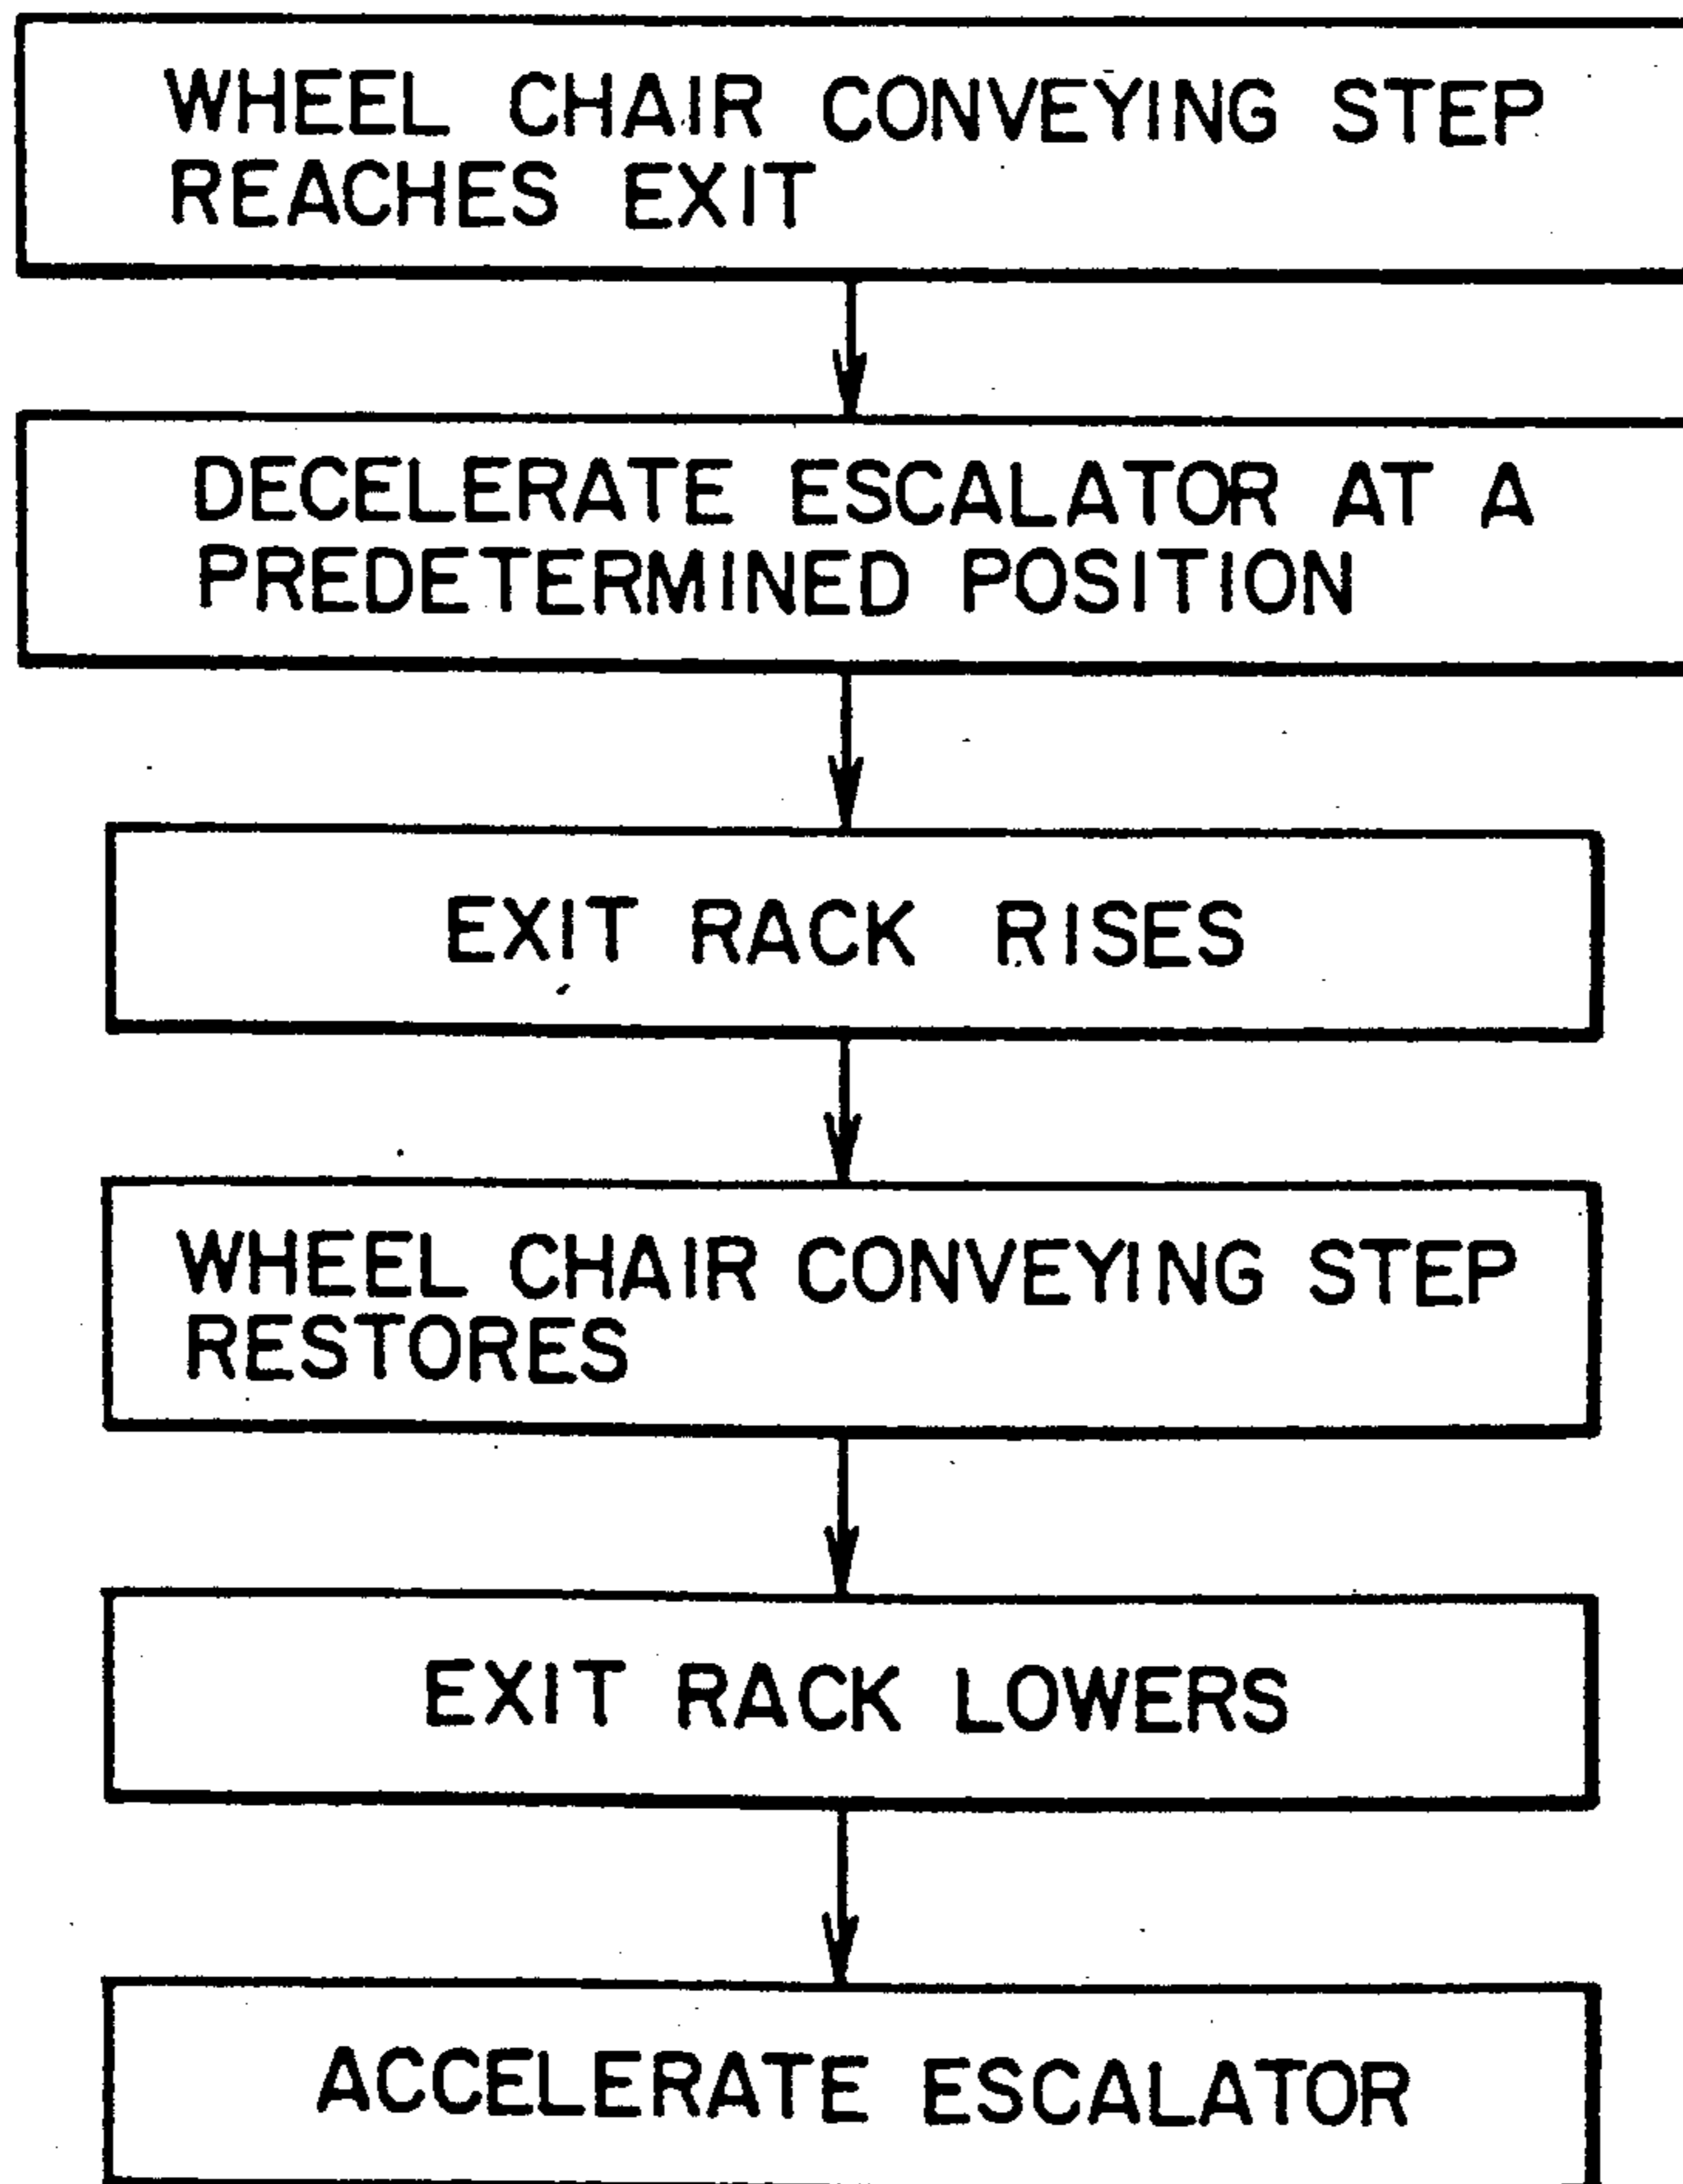 WHEEL CHAIR CONVEYING STEP
REACHES EXIT
DECELERATE ESCALATOR AT A
PREDETERMINED POSITION
EXIT RACK RISES
WHEEL CHAIR CONVEYING STEP
RESTORES
EXIT RACK LOWERS
ACCELERATE ESCALATOR